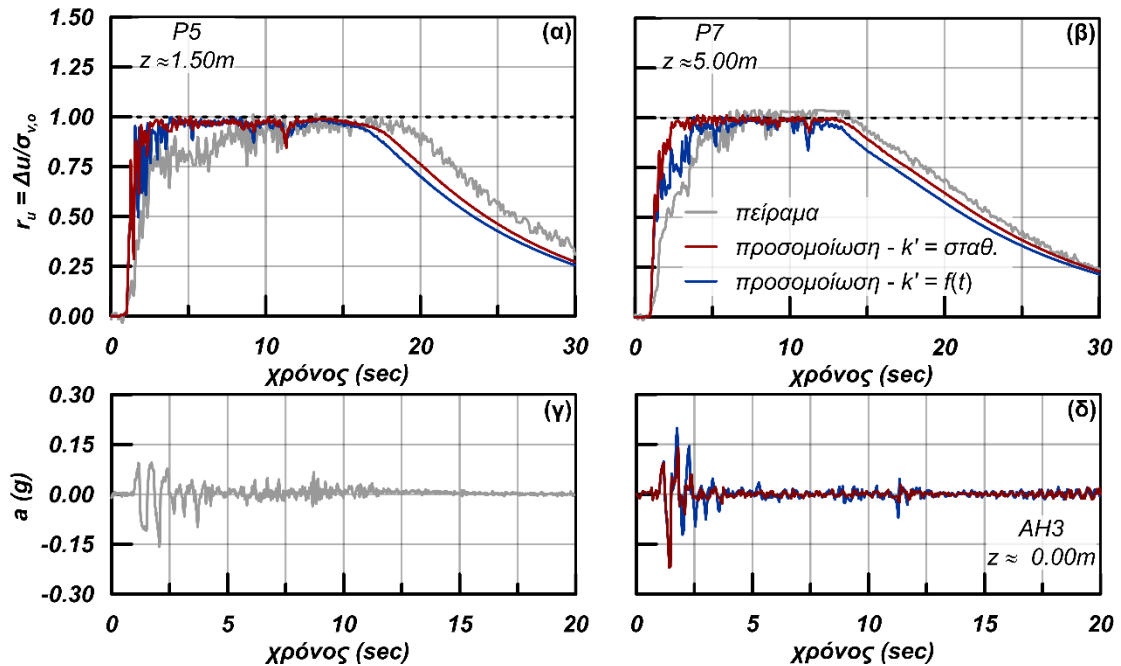 1.50
1.25
1.00
0.75
0.50
0.25
0.00
r_u = Δu/σ_v,o
P5
z ≈1.50m
(α)
0 10 20 30
χρόνος (sec)
P7
z ≈5.00m
(β)
πείραμα
προσομοίωση - k' = σταθ.
προσομοίωση - k' = f(t)
0 10 20 30
χρόνος (sec)
0.30
0.15
0.00
-0.15
-0.30
a (g)
(γ)
0 5 10 15 20
χρόνος (sec)
(δ)
AH3
z ≈ 0.00m
0 5 10 15 20
χρόνος (sec)